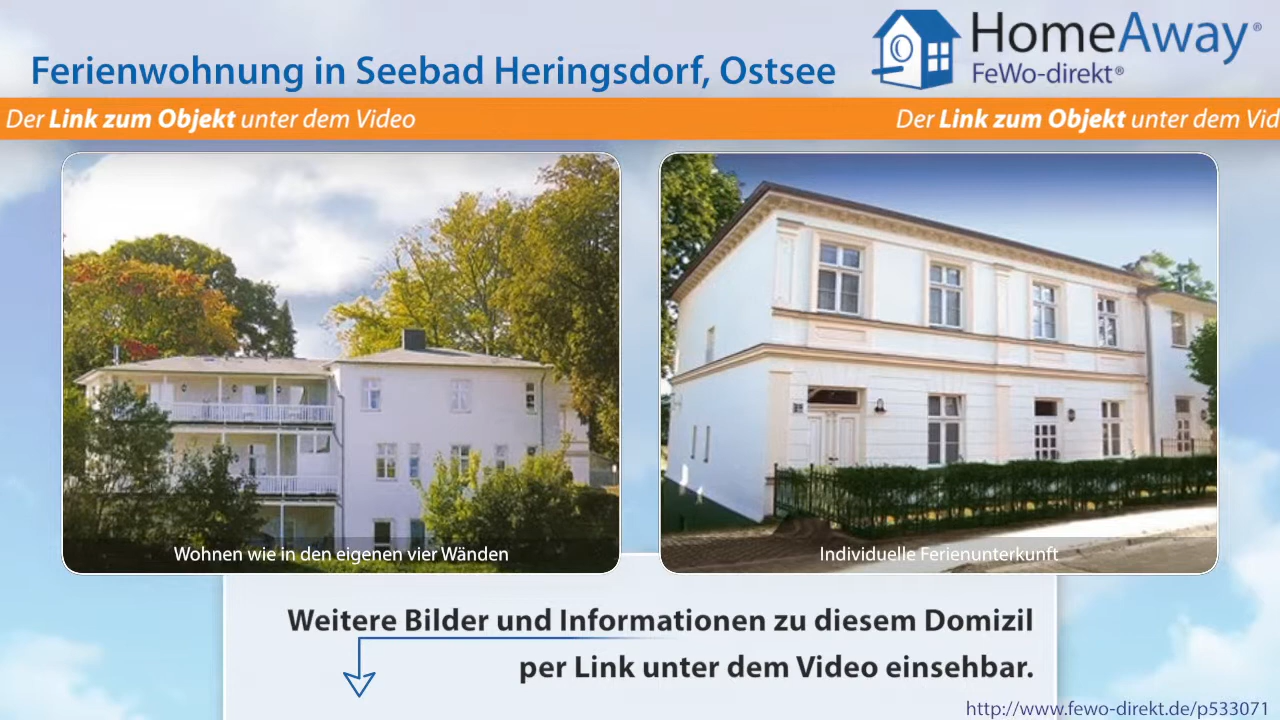 HomeAway®
FeWo-direkt®
Ferienwohnung in Seebad Heringsdorf, Ostsee
Der Link zum Objekt unter dem Video
Der Link zum Objekt unter dem Vid
Wohnen wie in den eigenen vier Wänden
Individuelle Ferienunterkunft
Weitere Bilder und Informationen zu diesem Domizil
per Link unter dem Video einsehbar.
http://www.fewo-direkt.de/p533071